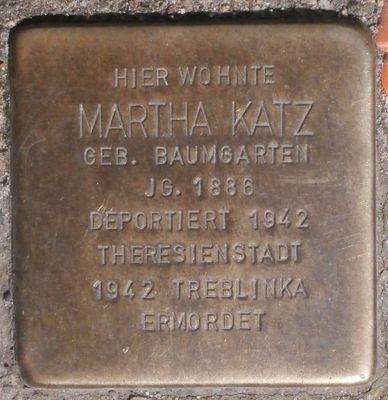 HIER WOHNTE
MARTHA KATZ
GEB. BAUMGARTEN
JG. 1886
DEPORTIERT 1942
THERESIENSTADT
1942 TREBLINKA
ERMORDET